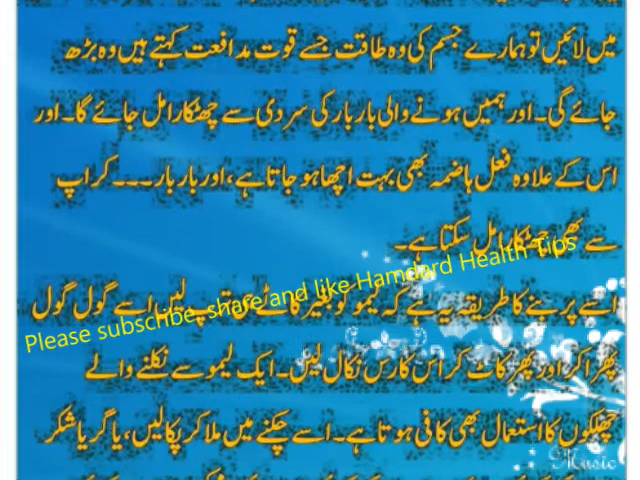 میں لائیں تو ہمارے جسم کی وہ طاقت جسے قوت مدافعت کہتے ہیں وہ بڑھ
جائے گی۔ اور ہمیں ہونے والی بار بار کی سردی سے چھٹکارا مل جائے گا۔ اور
اس کے علاوہ فعل ہاضمہ بھی بہت اچھا ہو جاتا ہے، اور بار بار۔۔۔ کراپ
سے بھی چھٹکارا مل سکتا ہے۔
اسے پر بنے کا طریقہ یہ ہے کہ لیمو کو بغیر کاٹے لیں اسے گول گول
Please subscribe, share and like Hamdard Health Tips
پھرا کر اور پھر کاٹ کر اس کا رس نکال لیں۔ ایک لیمو سے نکلنے والے
چھلکوں کا استعمال بھی کافی ہوتا ہے۔ اسے چکنے میں ملا کر پکا لیں، یا گر یا شکر
Music